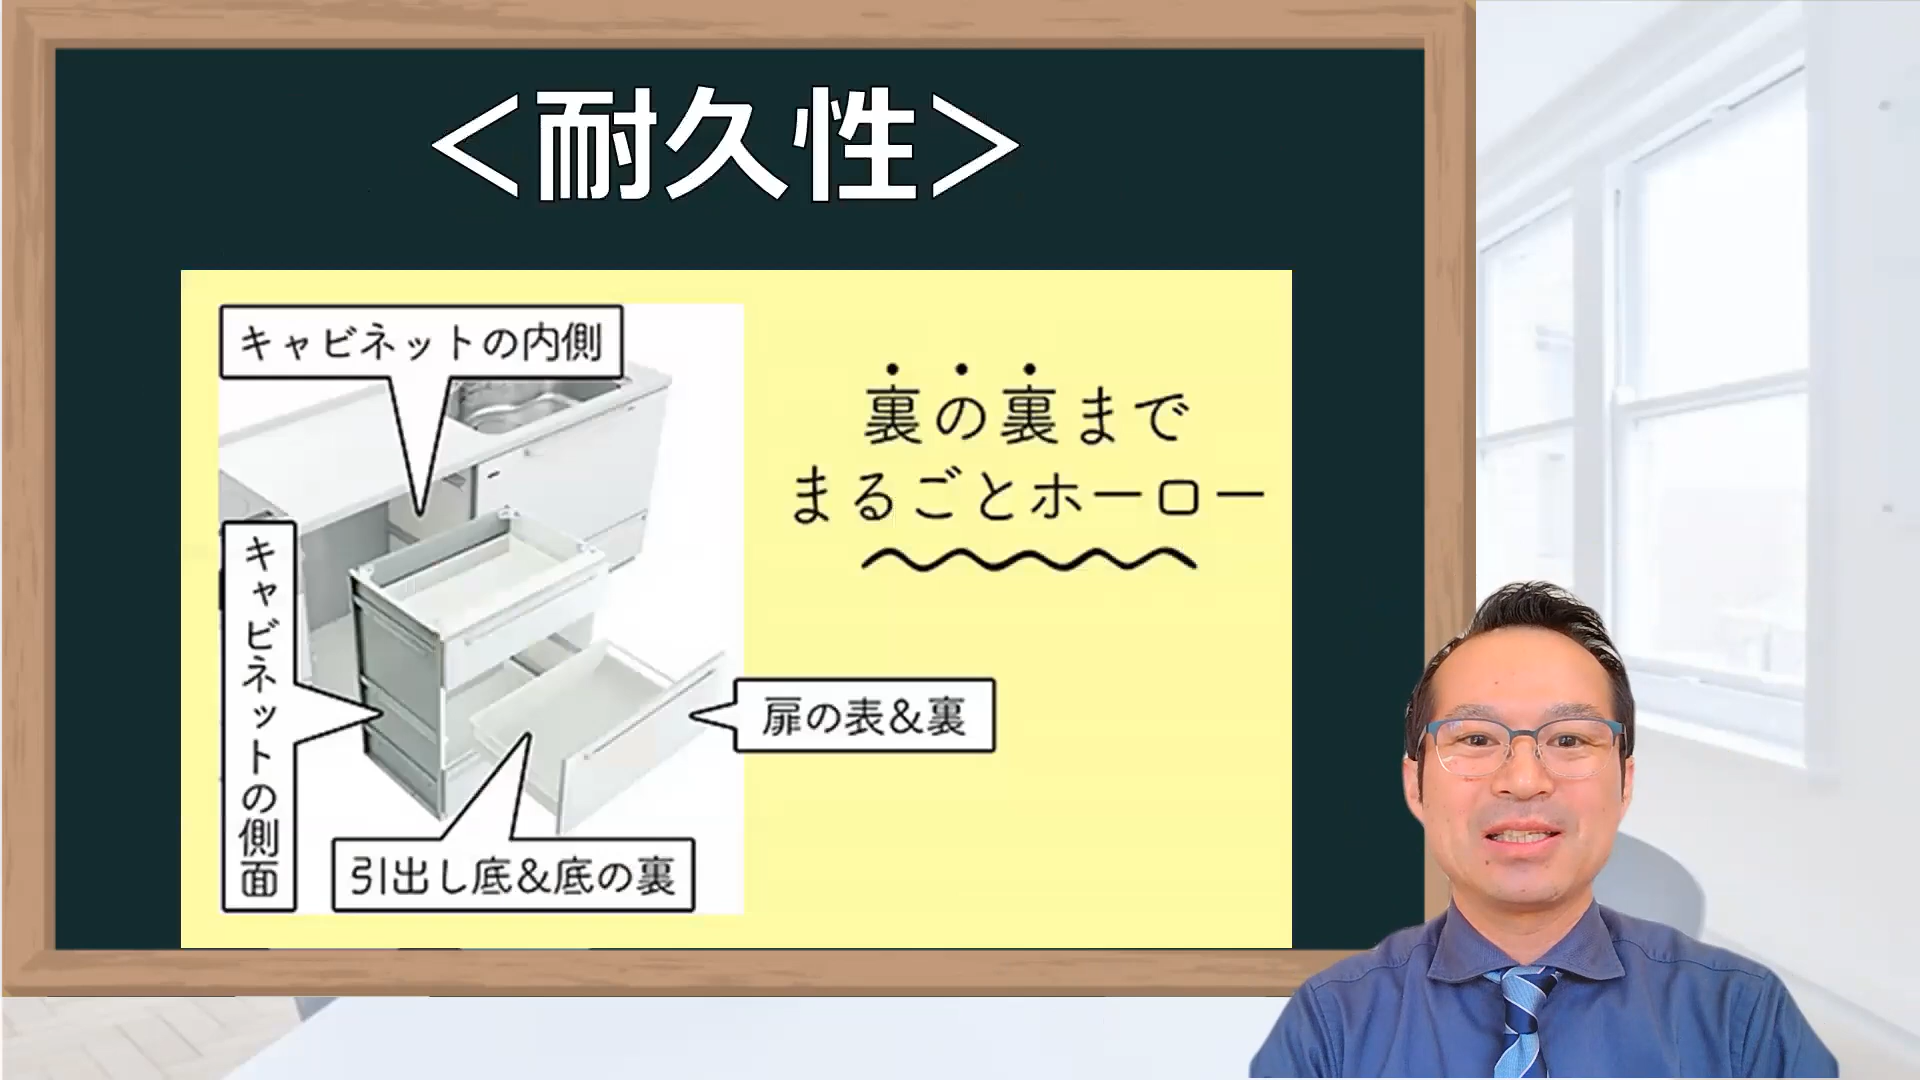 ＜耐久性＞
キャビネットの内側
裏の裏まで
まるごとホーロー
キャビネットの側面
扉の表&裏
引出し底&底の裏